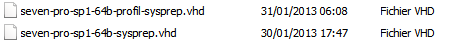 seven-pro-sp1-64b-profil-sysprep.vhd 31/01/2013 06:08 Fichier VHD
seven-pro-sp1-64b-sysprep.vhd 30/01/2013 17:47 Fichier VHD